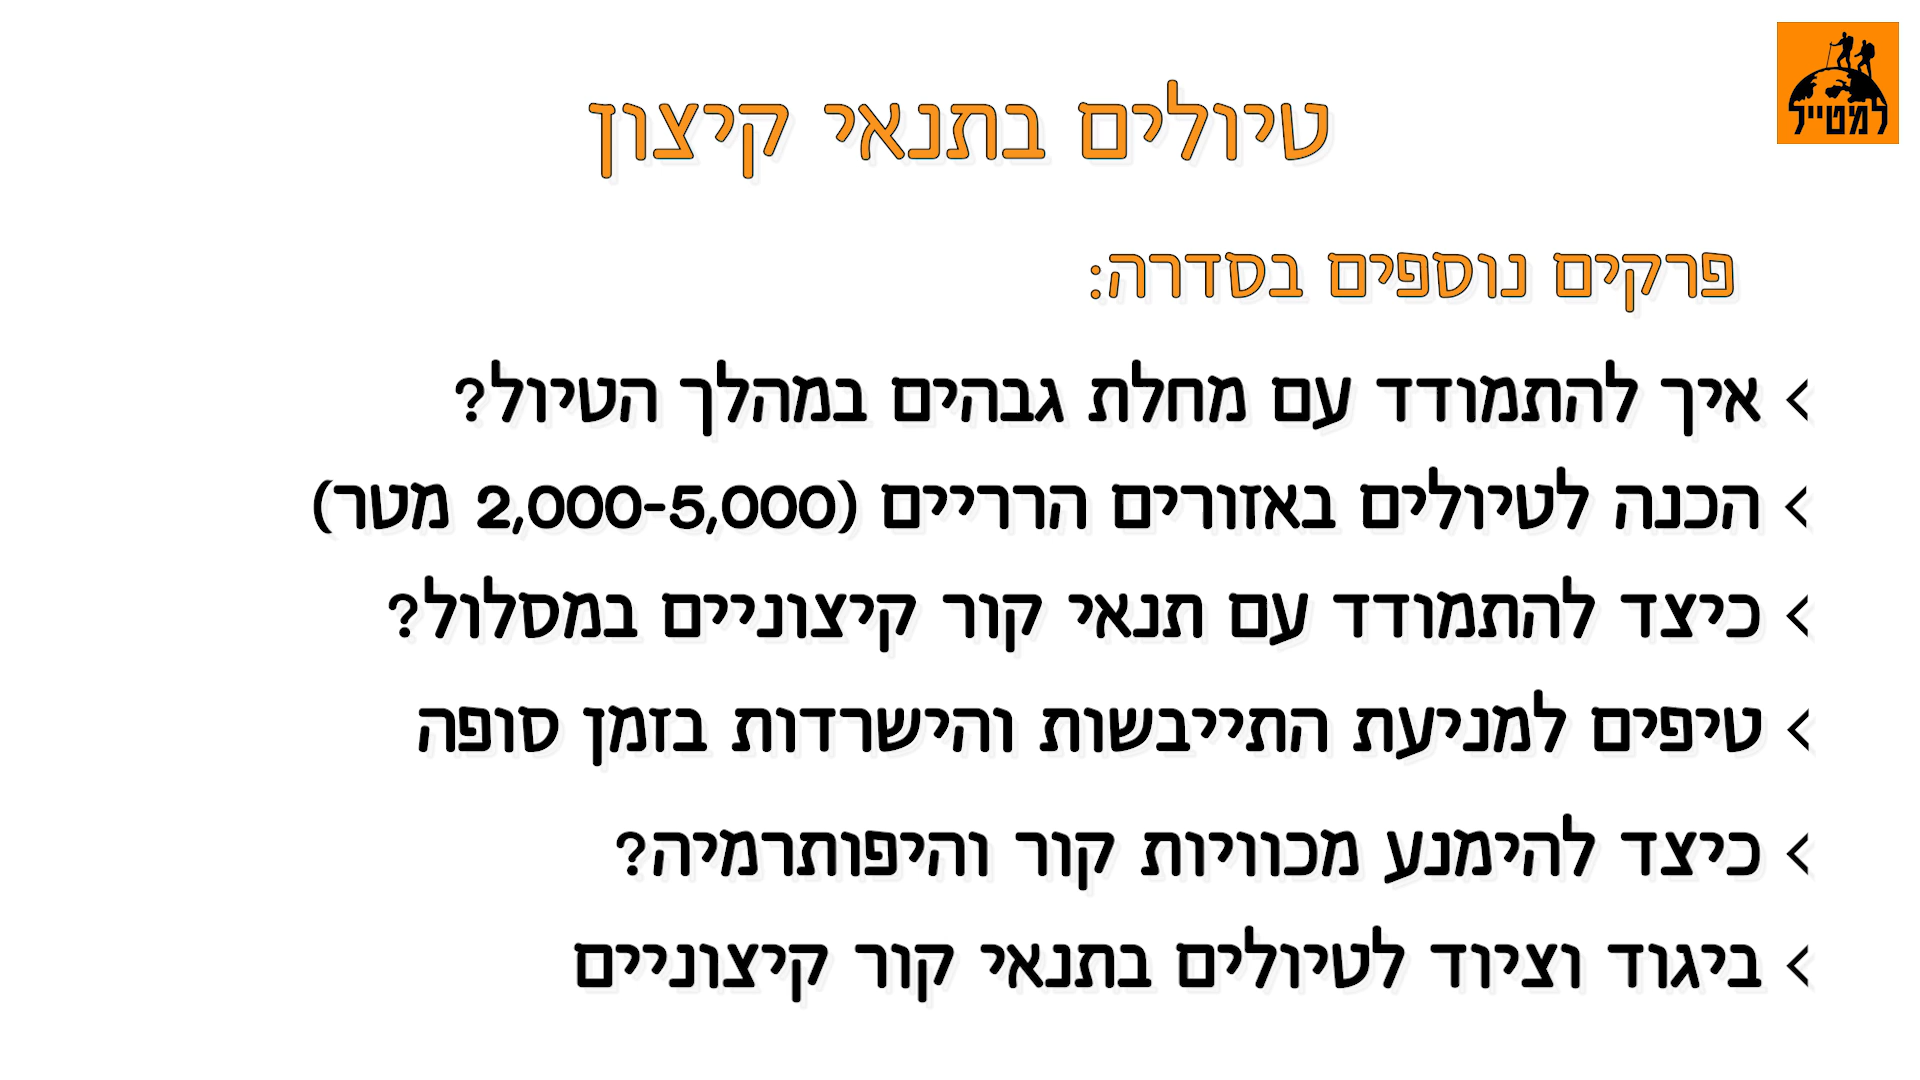 למטייל
טיולים בתנאי קיצון
פרקים נוספים בסדרה:
> איך להתמודד עם מחלת גבהים במהלך הטיול?
> הכנה לטיולים באזורים הרריים (2,000-5,000 מטר)
> כיצד להתמודד עם תנאי קור קיצוניים במסלול?
> טיפים למניעת התייבשות והישרדות בזמן סופה
> כיצד להימנע מכוויות קור והיפותרמיה?
> ביגוד וציוד לטיולים בתנאי קור קיצוניים